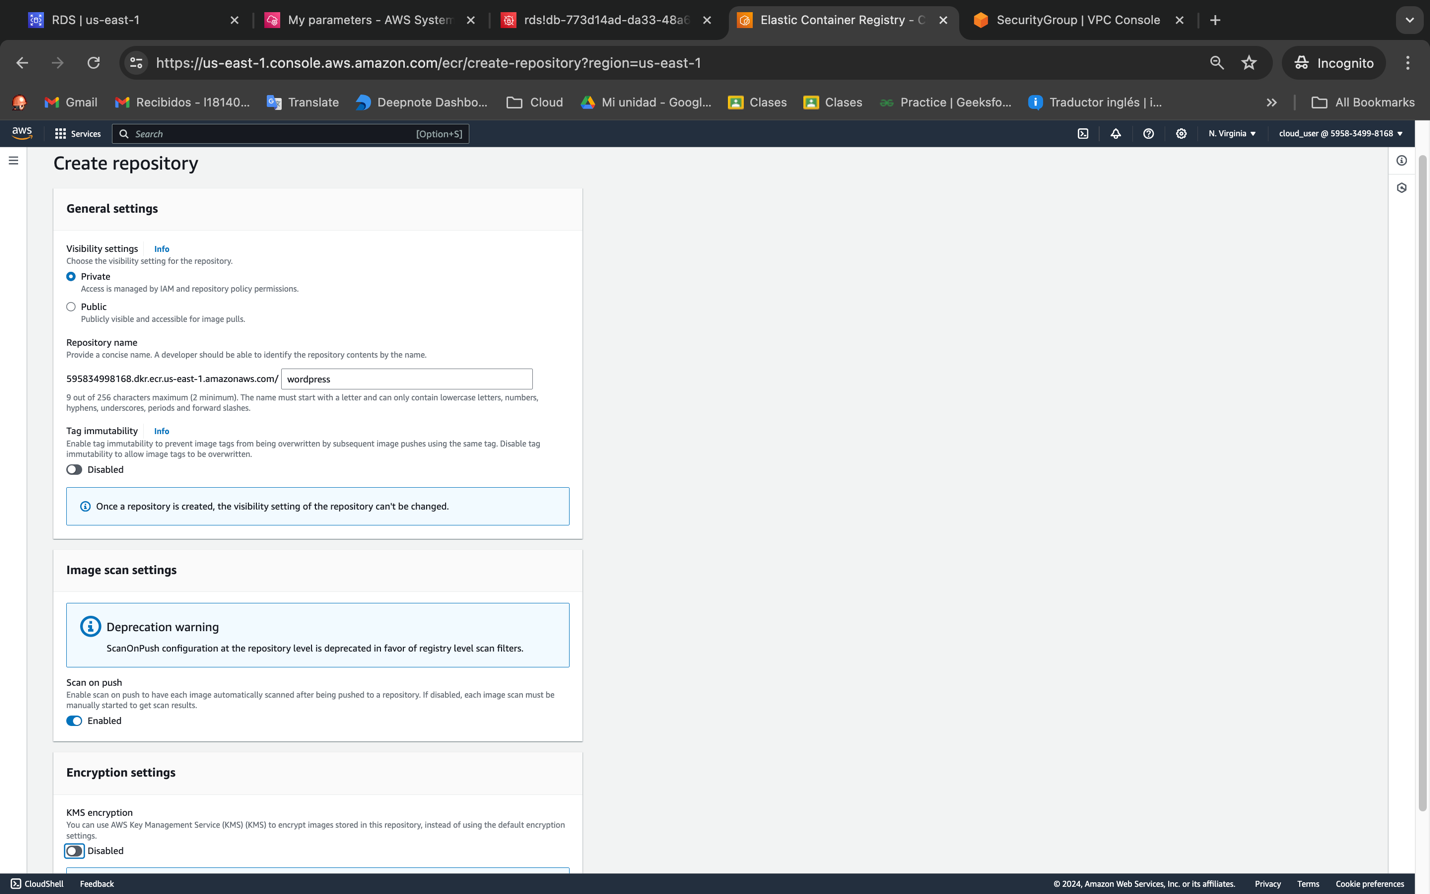 RDS | us-east-1
My parameters - AWS System
rds!db-773d14ad-da33-48a6
Elastic Container Registry - C
SecurityGroup | VPC Console
https://us-east-1.console.aws.amazon.com/ecr/create-repository?region=us-east-1
Incognito
Gmail
Recibidos - l18140...
Translate
Deepnote Dashbo...
Cloud
Mi unidad - Googl...
Clases
Clases
Practice | Geeksfo...
Traductor inglés | i...
All Bookmarks
aws
Services
Search
[Option+S]
N. Virginia
cloud_user @ 5958-3499-8168
Create repository
General settings
Visibility settings
Info
Choose the visibility setting for the repository.
Private
Access is managed by IAM and repository policy permissions.
Public
Publicly visible and accessible for image pulls.
Repository name
Provide a concise name. A developer should be able to identify the repository contents by the name.
595834998168.dkr.ecr.us-east-1.amazonaws.com/
wordpress
9 out of 256 characters maximum (2 minimum). The name must start with a letter and can only contain lowercase letters, numbers,
hyphens, underscores, periods and forward slashes.
Tag immutability
Info
Enable tag immutability to prevent image tags from being overwritten by subsequent image pushes using the same tag. Disable tag
immutability to allow image tags to be overwritten.
Disabled
Once a repository is created, the visibility setting of the repository can't be changed.
Image scan settings
Deprecation warning
ScanOnPush configuration at the repository level is deprecated in favor of registry level scan filters.
Scan on push
Enable scan on push to have each image automatically scanned after being pushed to a repository. If disabled, each image scan must be
manually started to get scan results.
Enabled
Encryption settings
KMS encryption
You can use AWS Key Management Service (KMS) (KMS) to encrypt images stored in this repository, instead of using the default encryption
settings.
Disabled
CloudShell
Feedback
© 2024, Amazon Web Services, Inc. or its affiliates.
Privacy
Terms
Cookie preferences